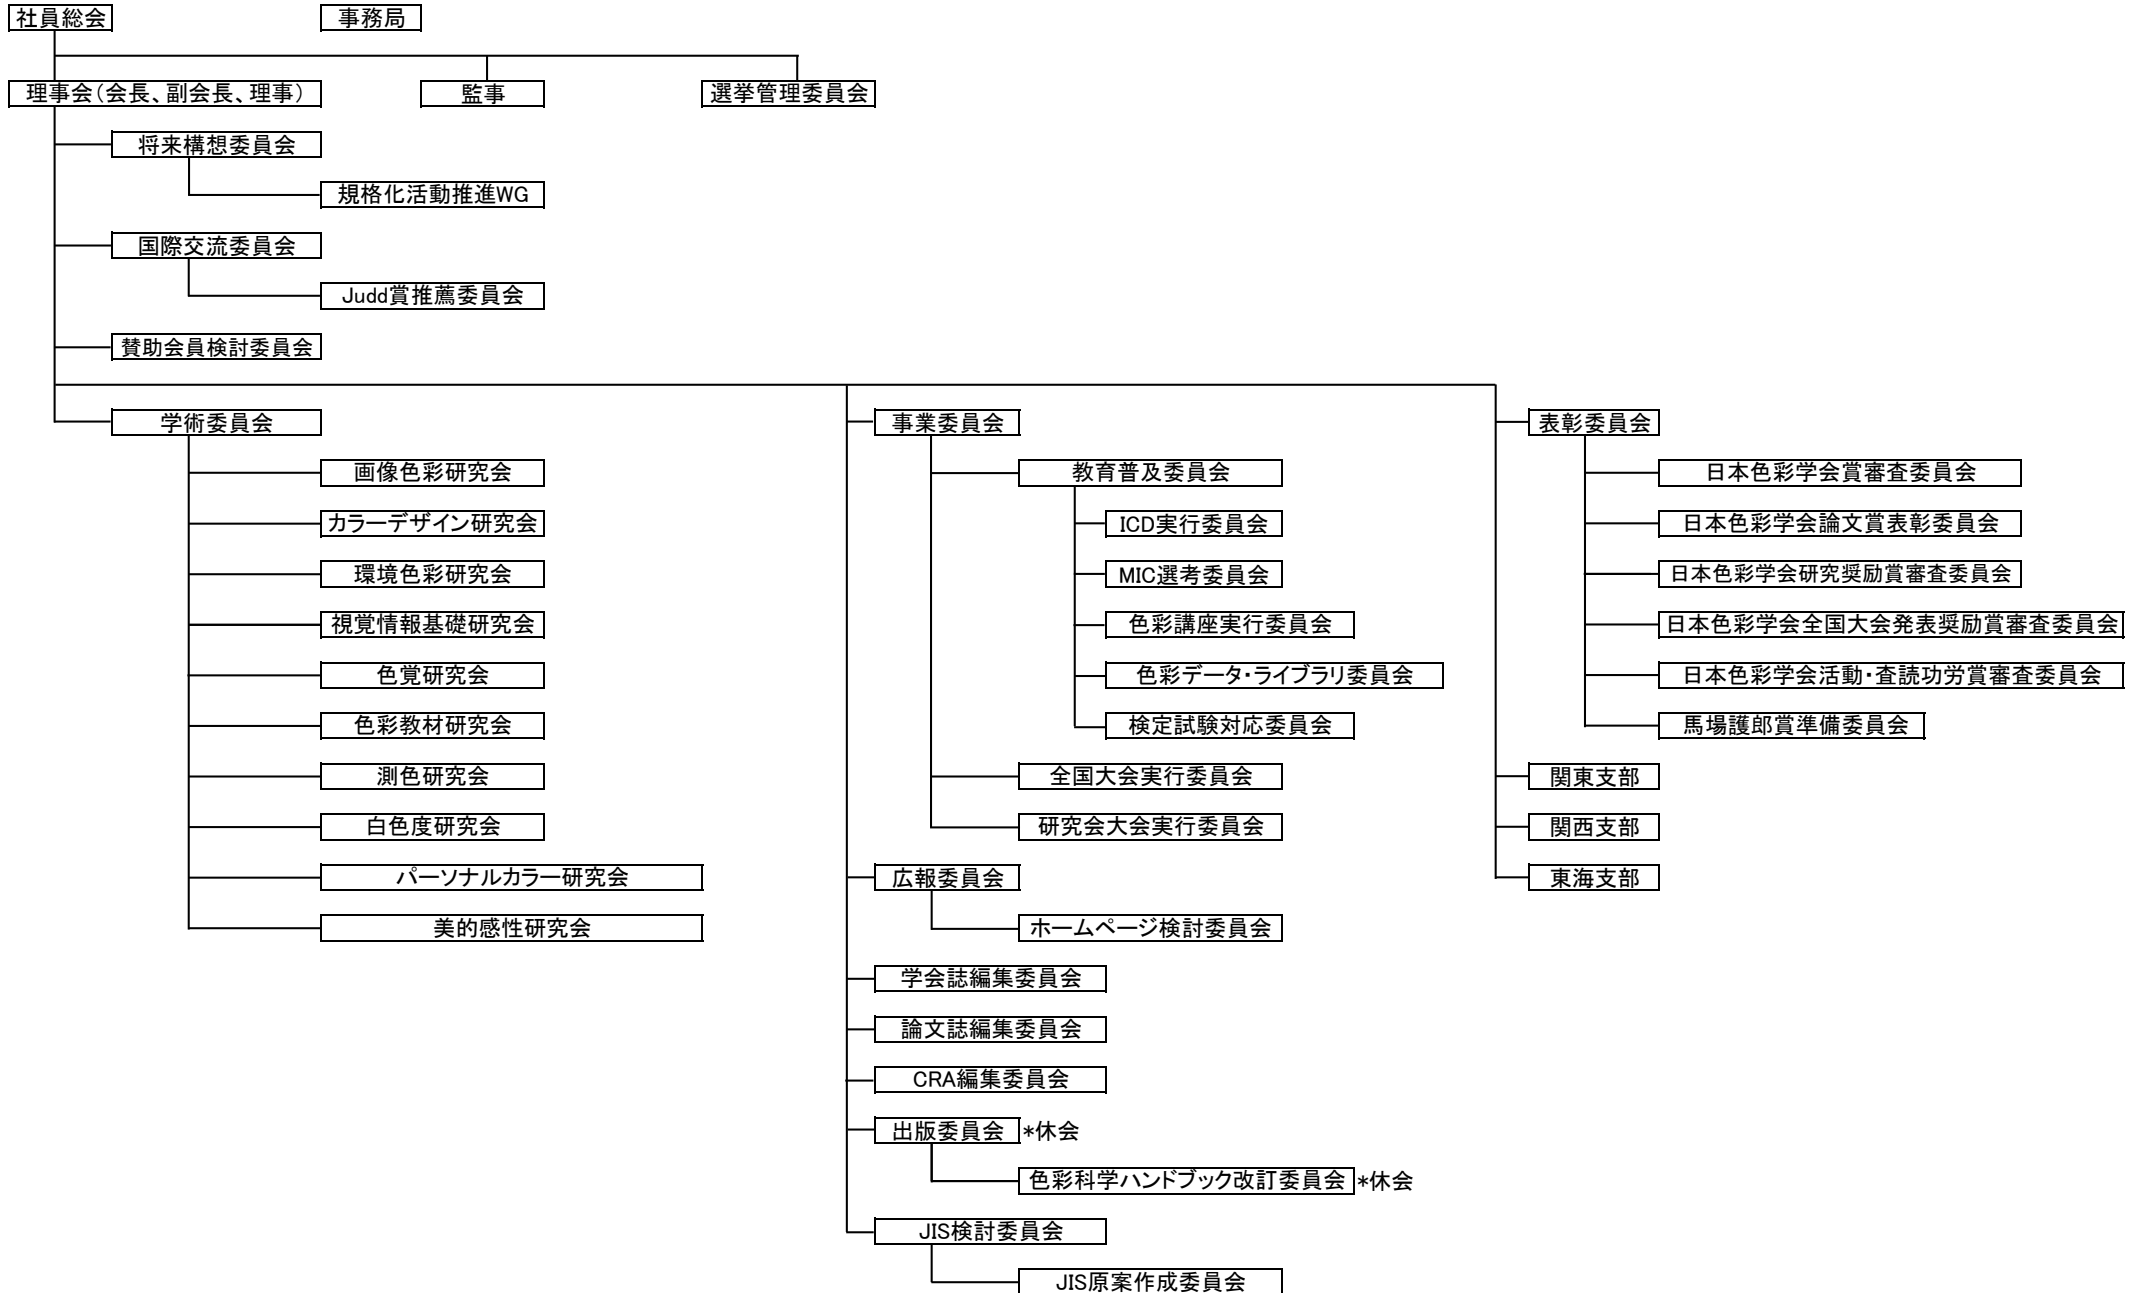 社員総会
事務局
理事会(会長、副会長、理事)
監事
選挙管理委員会
将来構想委員会
規格化活動推進WG
国際交流委員会
Judd賞推薦委員会
賛助会員検討委員会
学術委員会
画像色彩研究会
カラーデザイン研究会
環境色彩研究会
視覚情報基礎研究会
色覚研究会
色彩教材研究会
測色研究会
白色度研究会
パーソナルカラー研究会
美的感性研究会
事業委員会
教育普及委員会
ICD実行委員会
MIC選考委員会
色彩講座実行委員会
色彩データ・ライブラリ委員会
検定試験対応委員会
全国大会実行委員会
研究会大会実行委員会
広報委員会
ホームページ検討委員会
学会誌編集委員会
論文誌編集委員会
CRA編集委員会
出版委員会 *休会
色彩科学ハンドブック改訂委員会 *休会
JIS検討委員会
JIS原案作成委員会
表彰委員会
日本色彩学会賞審査委員会
日本色彩学会論文賞表彰委員会
日本色彩学会研究奨励賞審査委員会
日本色彩学会全国大会発表奨励賞審査委員会
日本色彩学会活動・査読功労賞審査委員会
馬場護郎賞準備委員会
関東支部
関西支部
東海支部